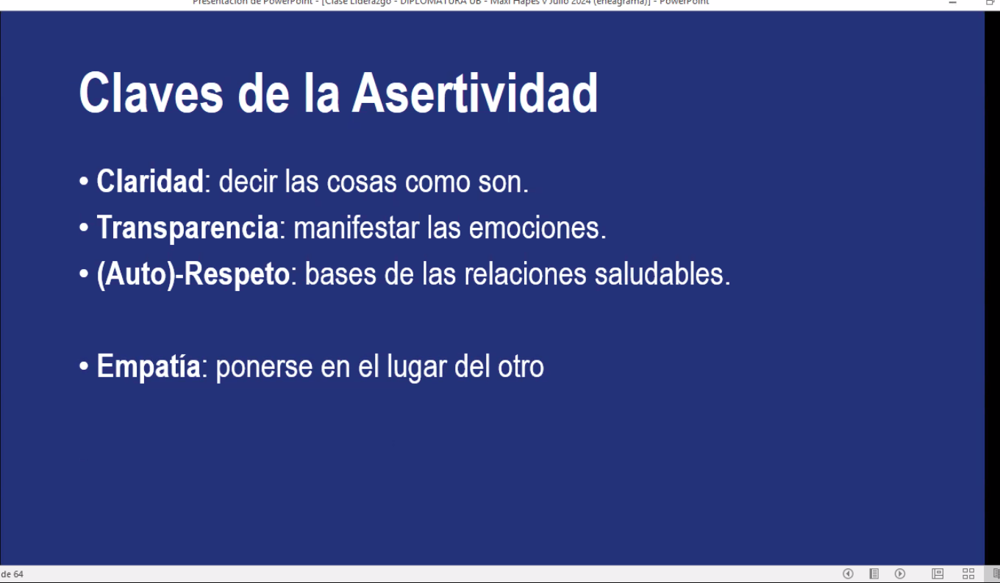 Presentación de PowerPoint - [Clase Liderazgo - DIPLOMATURA UB - Maxi Hapes v Julio 2024 (eneagrama)] - PowerPoint
Claves de la Asertividad
• Claridad: decir las cosas como son.
• Transparencia: manifestar las emociones.
• (Auto)-Respeto: bases de las relaciones saludables.
• Empatía: ponerse en el lugar del otro
de 64